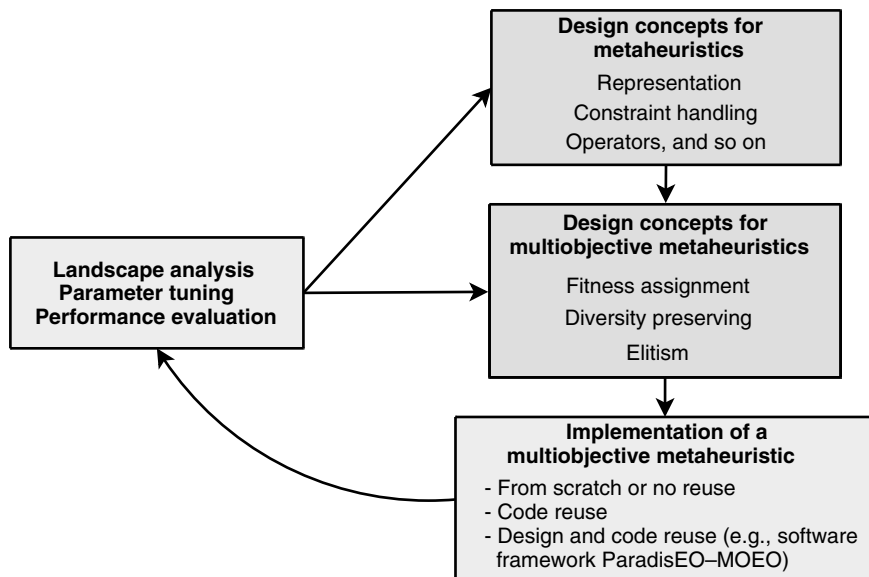 Design concepts for
metaheuristics
Representation
Constraint handling
Operators, and so on
Design concepts for
multiobjective metaheuristics
Fitness assignment
Diversity preserving
Elitism
Landscape analysis
Parameter tuning
Performance evaluation
Implementation of a
multiobjective metaheuristic
- From scratch or no reuse
- Code reuse
- Design and code reuse (e.g., software
framework ParadisEO–MOEO)